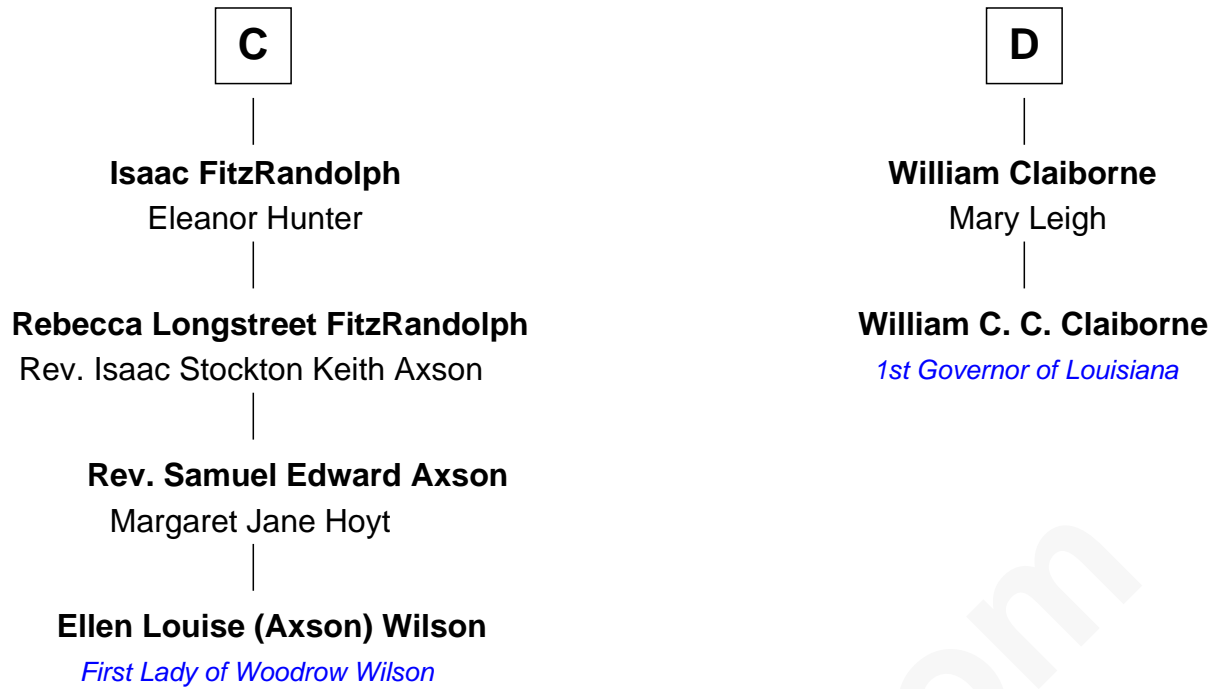 C
Isaac FitzRandolph
Eleanor Hunter
Rebecca Longstreet FitzRandolph
Rev. Isaac Stockton Keith Axson
Rev. Samuel Edward Axson
Margaret Jane Hoyt
Ellen Louise (Axson) Wilson
First Lady of Woodrow Wilson
D
William Claiborne
Mary Leigh
William C. C. Claiborne
1st Governor of Louisiana
om